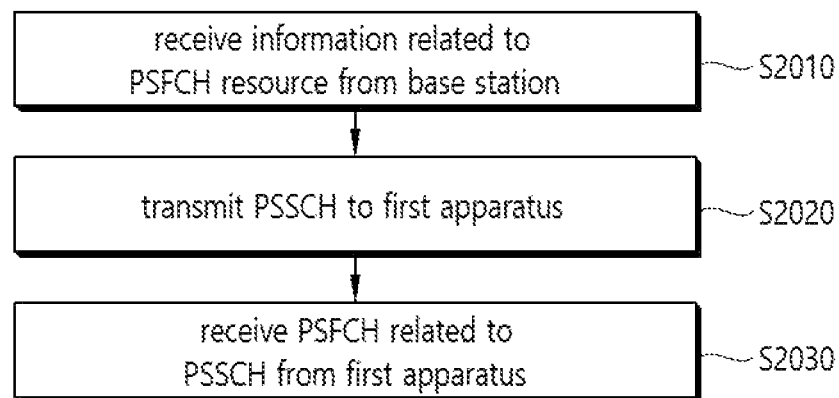 receive information related to
PSFCH resource from base station
S2010
transmit PSSCH to first apparatus
S2020
receive PSFCH related to
PSSCH from first apparatus
S2030